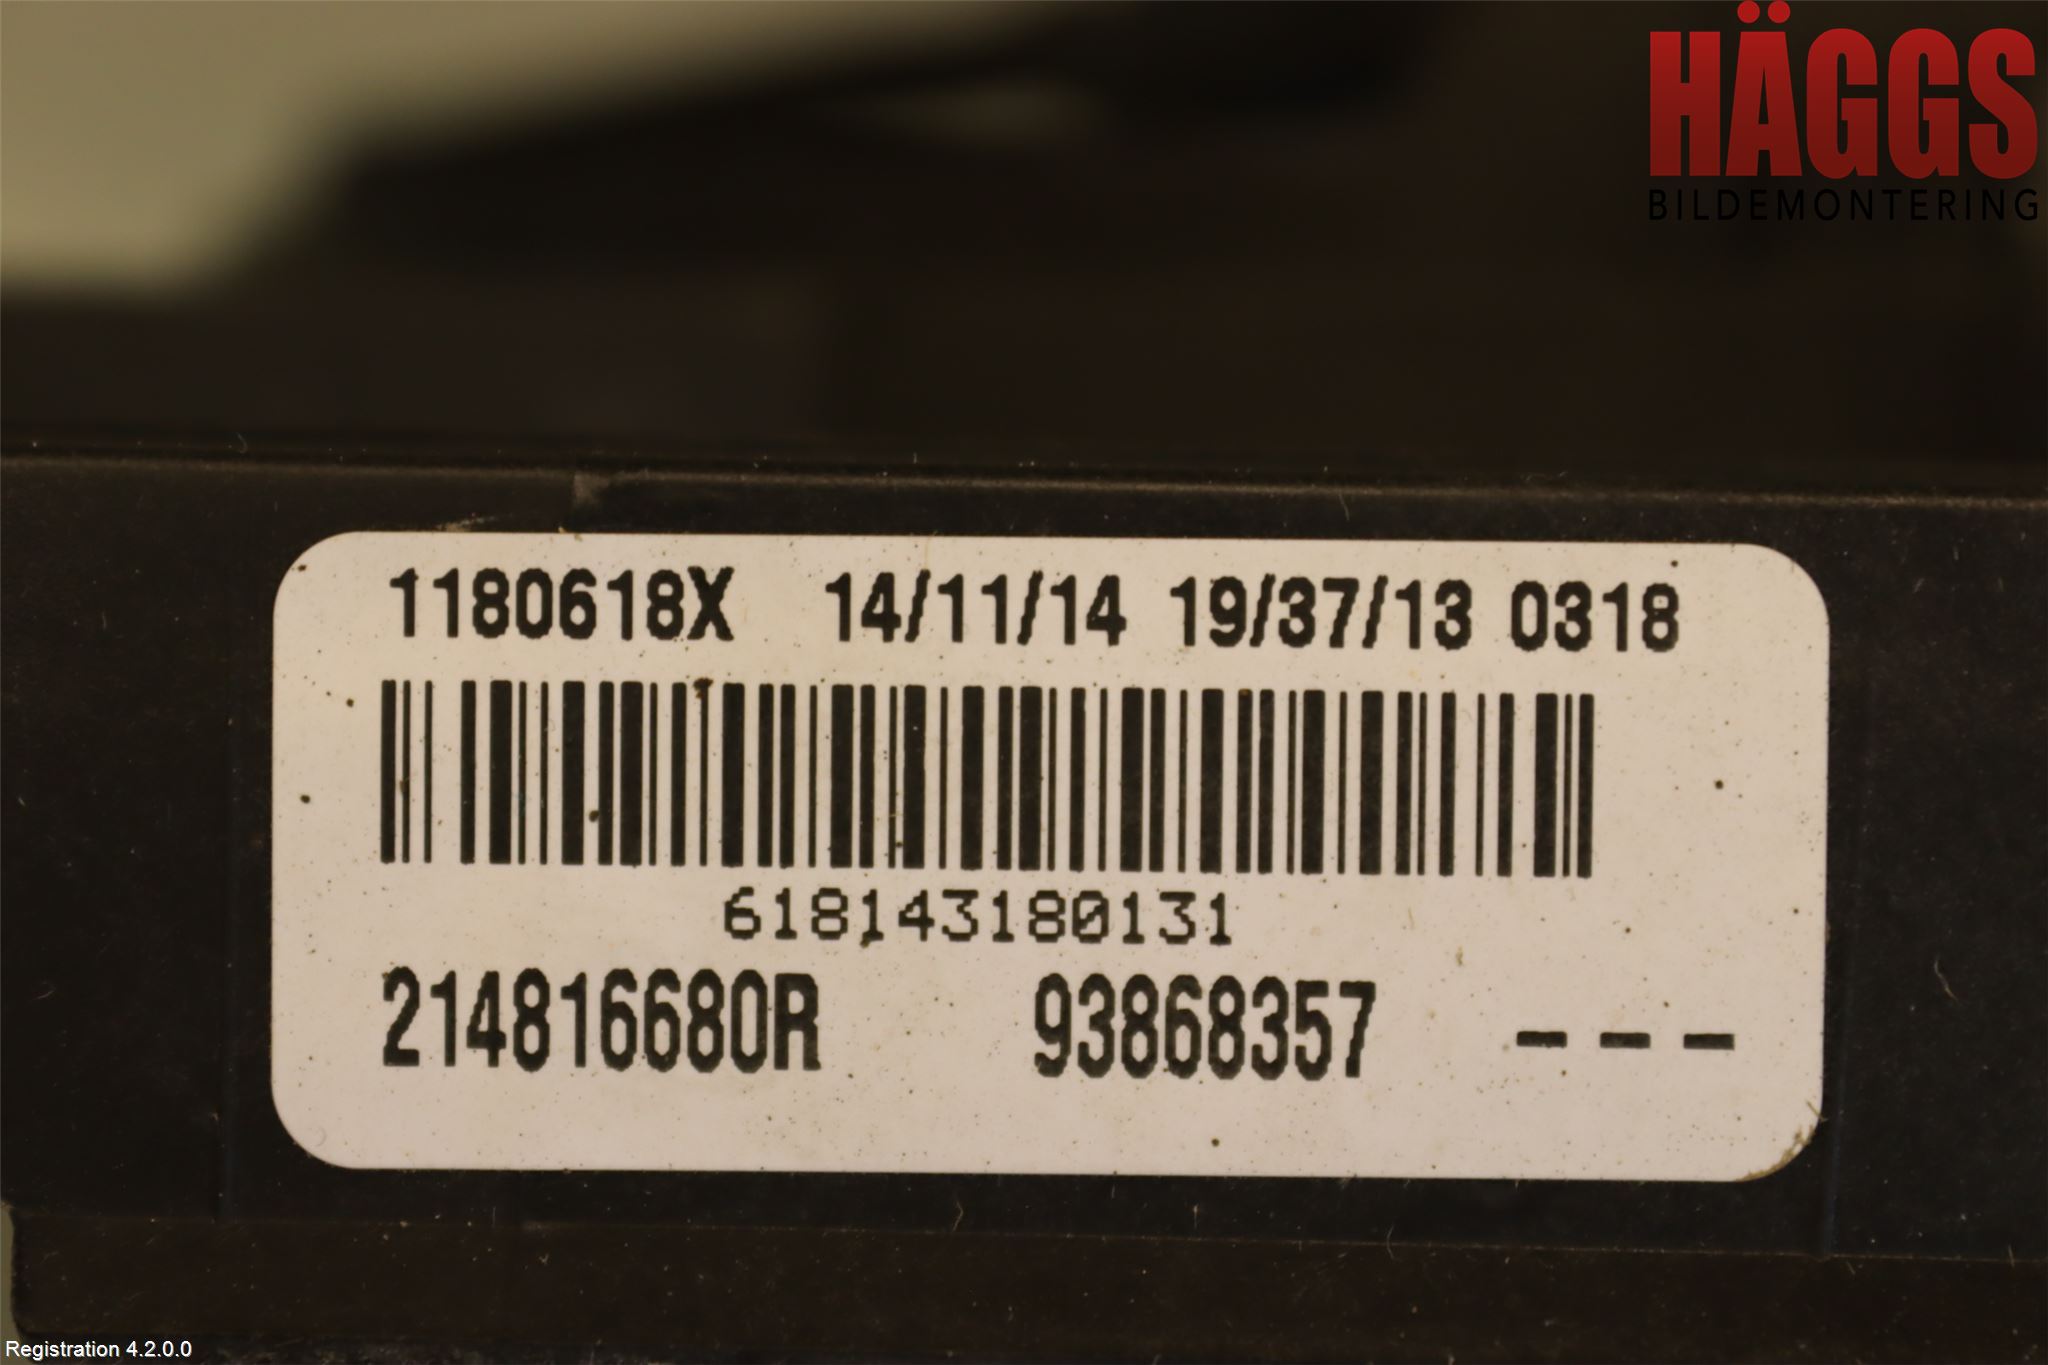 HÄGGS
BILDEMONTERING
1180618X 14/11/14 19/37/13 0318
618143180131
214816680R 93868357 ---
Registration 4.2.0.0